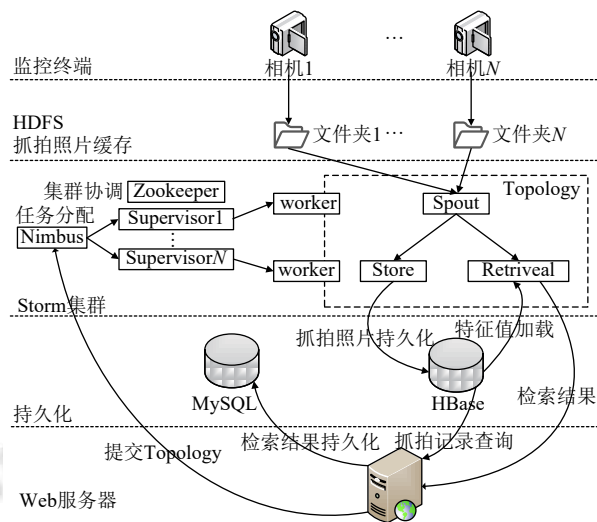 …
监控终端
相机1
相机N
HDFS
抓拍照片缓存
文件夹1…
文件夹N
集群协调
Zookeeper
Topology
任务分配
worker
Spout
Nimbus
Supervisor1
⋮
SupervisorN
worker
Store
Retriveal
Storm集群
抓拍照片持久化
特征值加载
MySQL
HBase
检索结果
持久化
提交Topology
检索结果持久化
抓拍记录查询
Web服务器